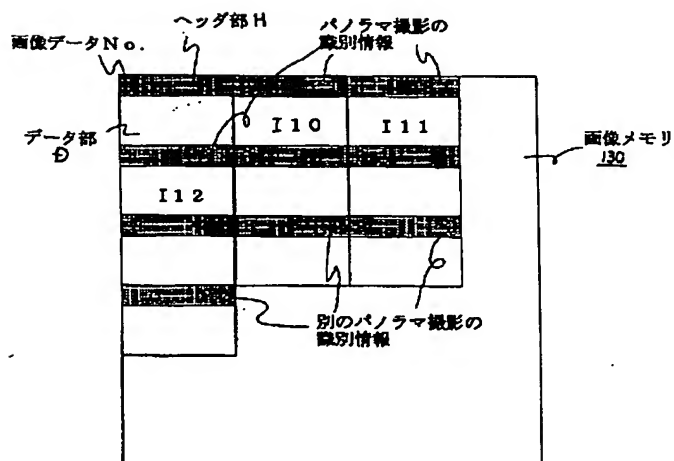 ヘッダ部H
パノラマ撮影の
識別情報
画像データNo.
データ部
D
I10
I11
I12
画像メモリ
130
別のパノラマ撮影の
識別情報